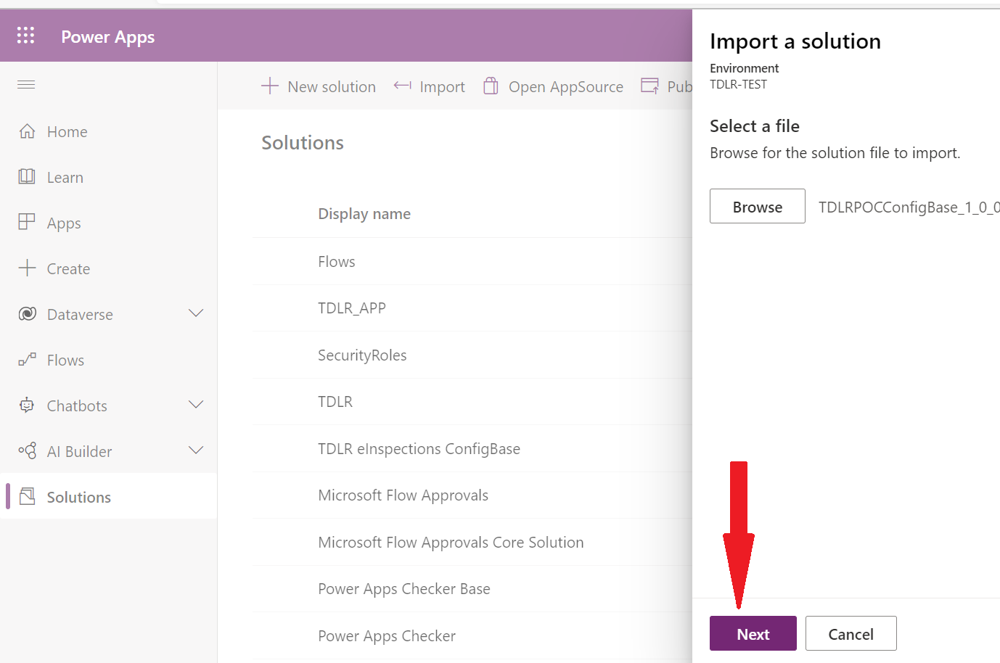 Power Apps
Home
Learn
Apps
Create
Dataverse
Flows
Chatbots
AI Builder
Solutions
New solution
Import
Open AppSource
Pub
Solutions
Display name
Flows
TDLR_APP
SecurityRoles
TDLR
TDLR eInspections ConfigBase
Microsoft Flow Approvals
Microsoft Flow Approvals Core Solution
Power Apps Checker Base
Power Apps Checker
Import a solution
Environment
TDLR-TEST
Select a file
Browse for the solution file to import.
Browse
TDLRPOCConfigBase_1_0_0
Next
Cancel